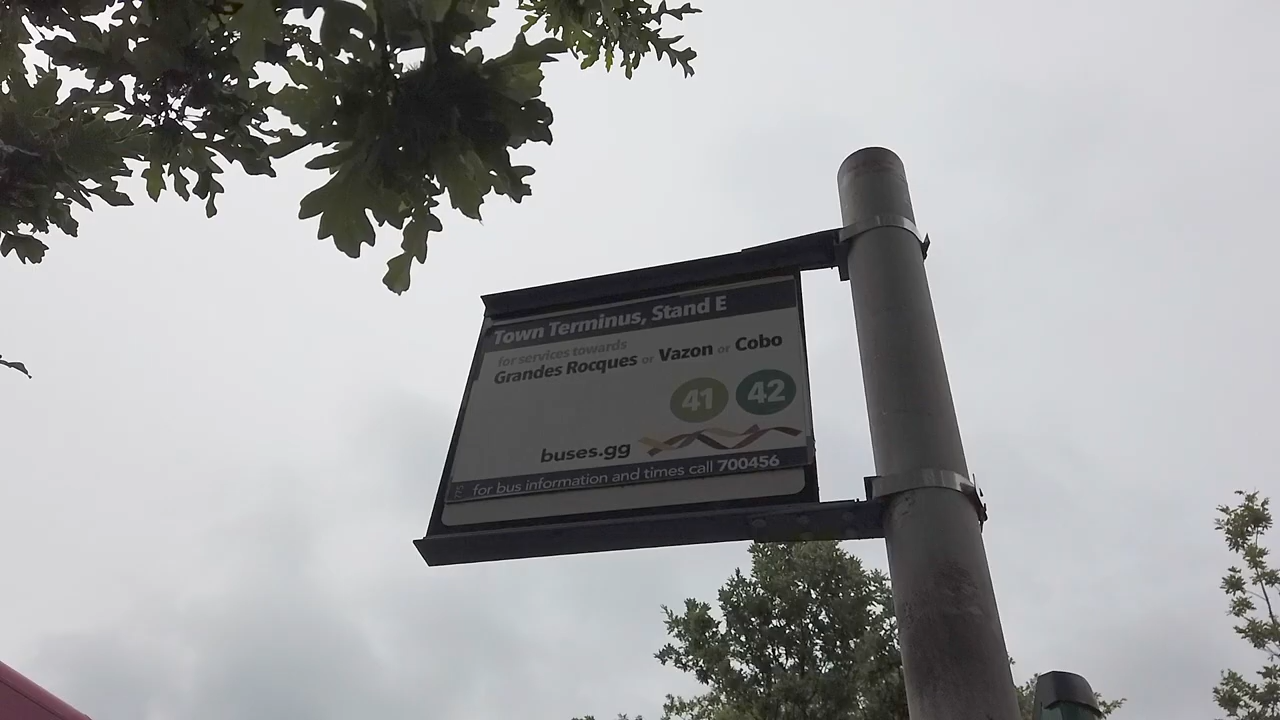 Town Terminus, Stand E
for services towards
Grandes Rocques or Vazon or Cobo
41 42
buses.gg
for bus information and times call 700456